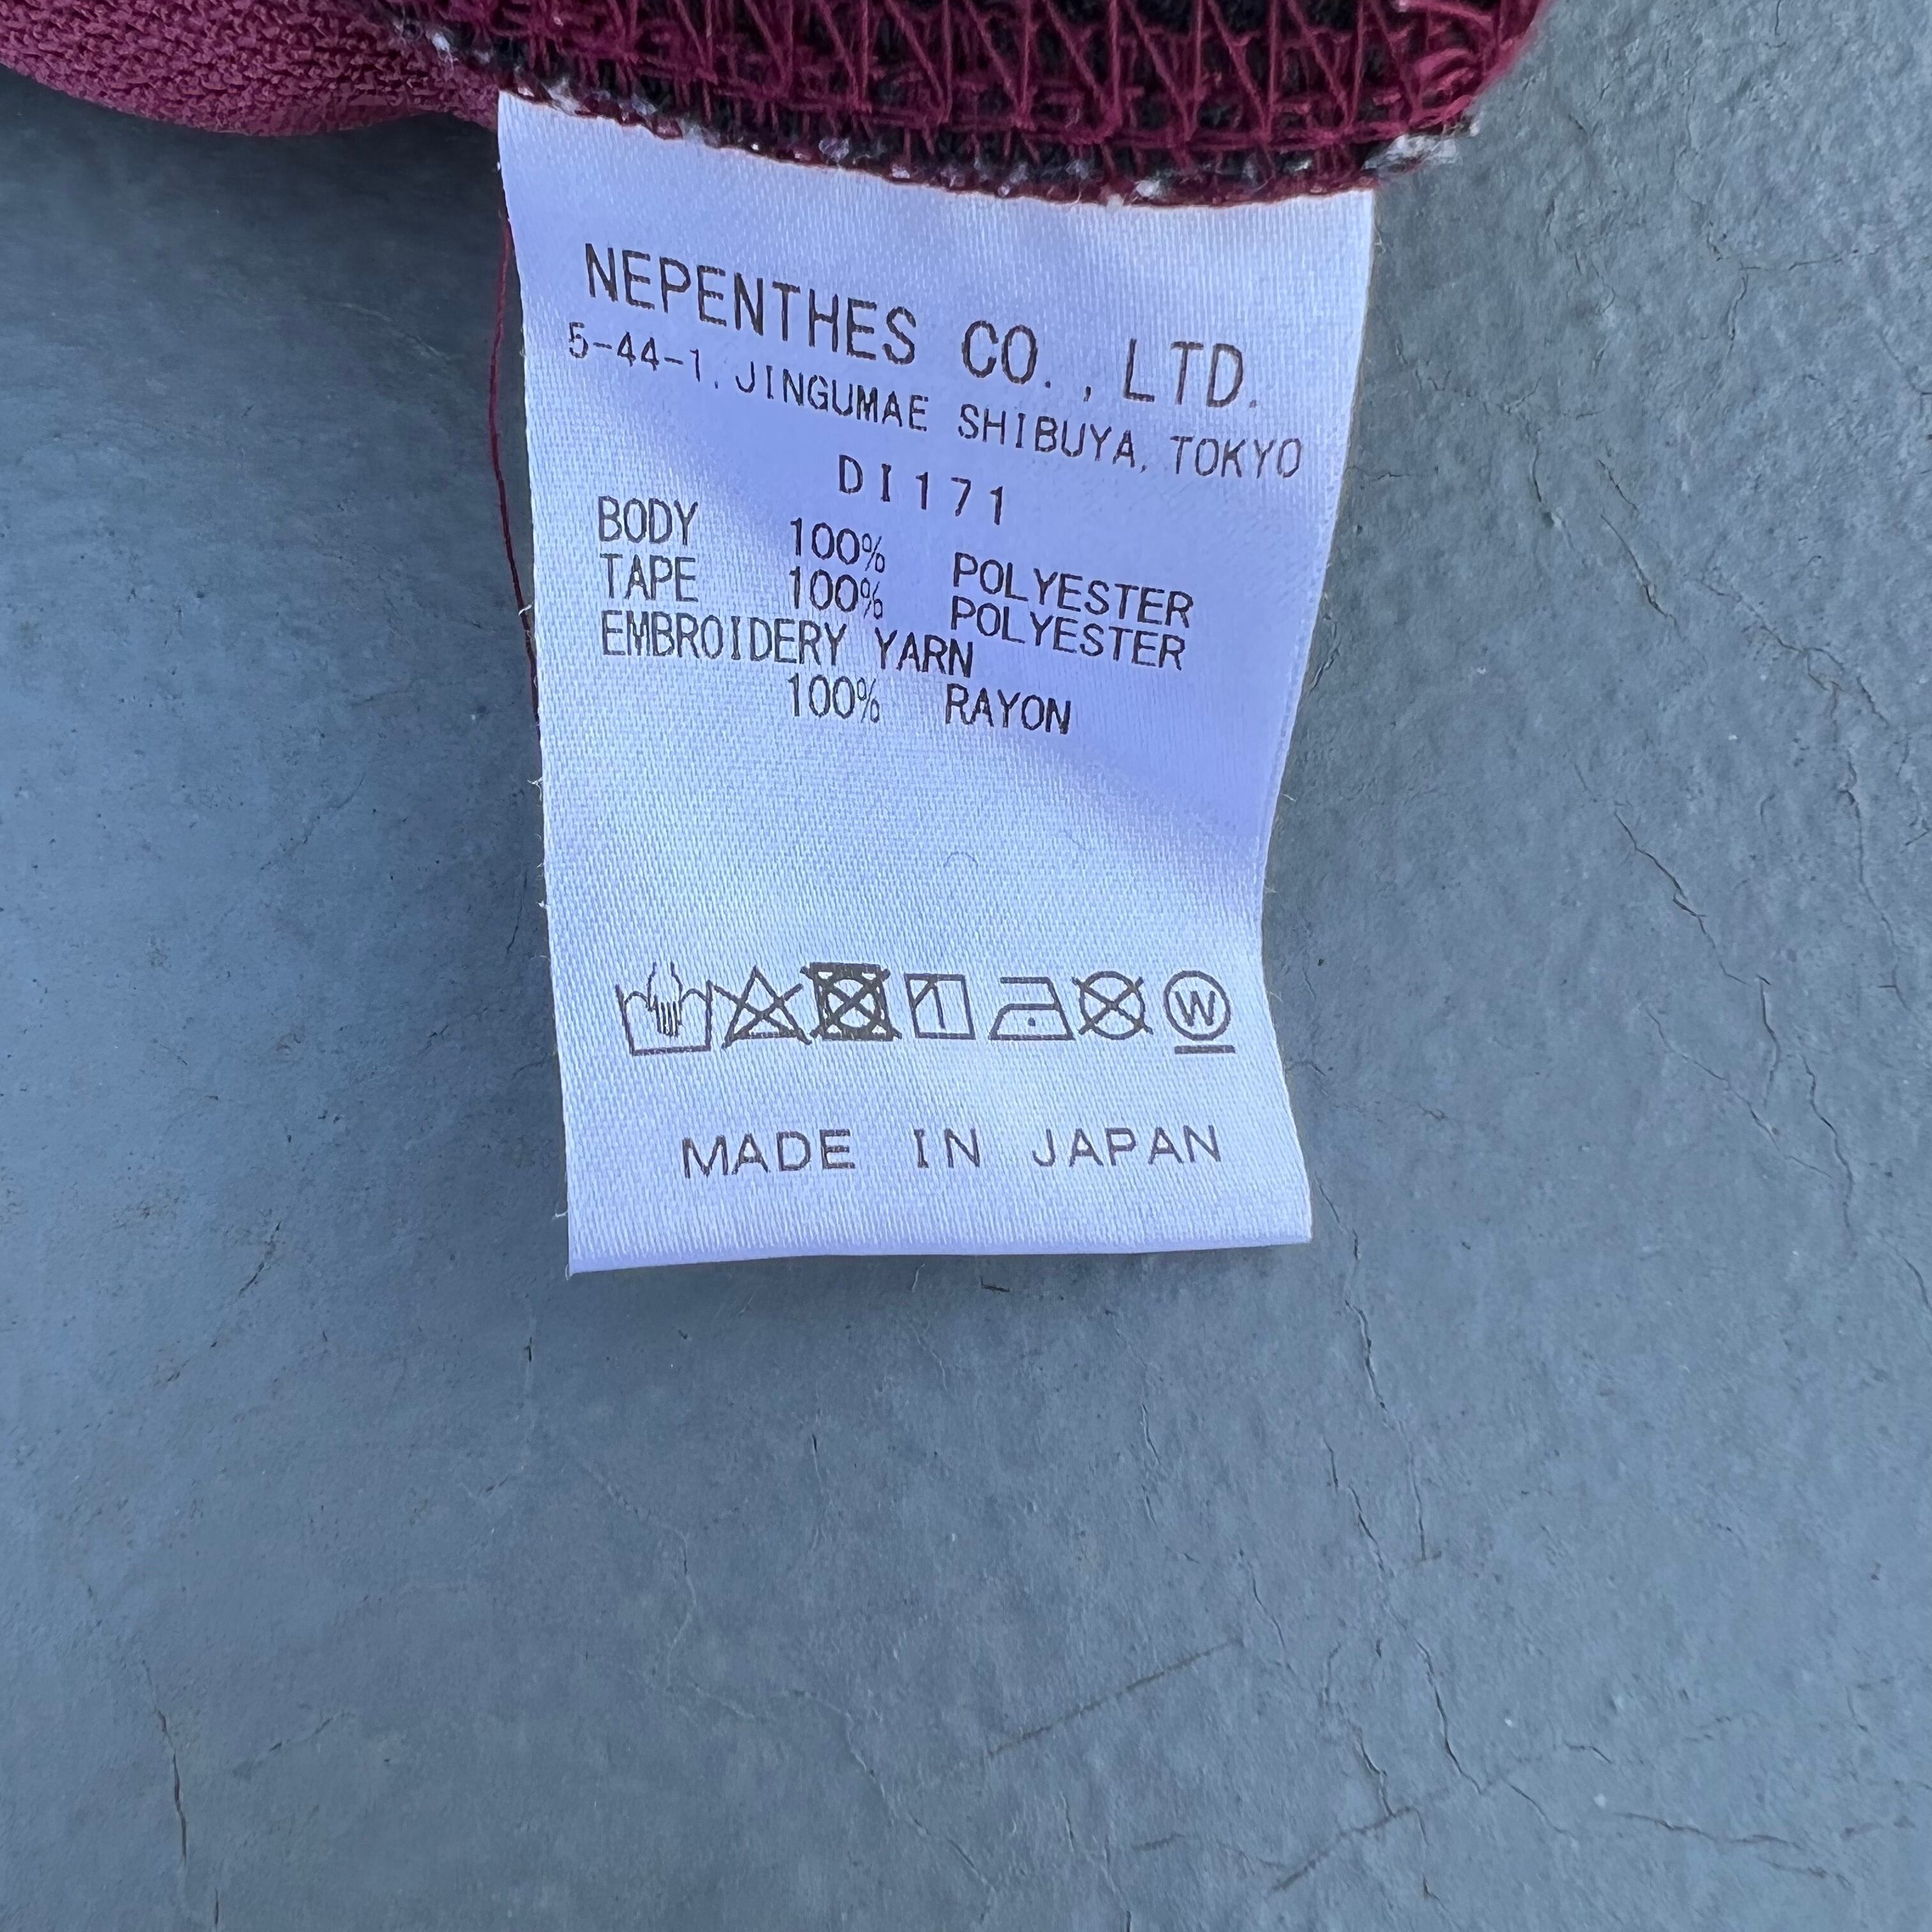 NEPENTHES CO., LTD.
5-44-1, JINGUMAE SHIBUYA, TOKYO
DI171
BODY 100% POLYESTER
TAPE 100% POLYESTER
EMBROIDERY YARN
100% RAYON
W
MADE IN JAPAN